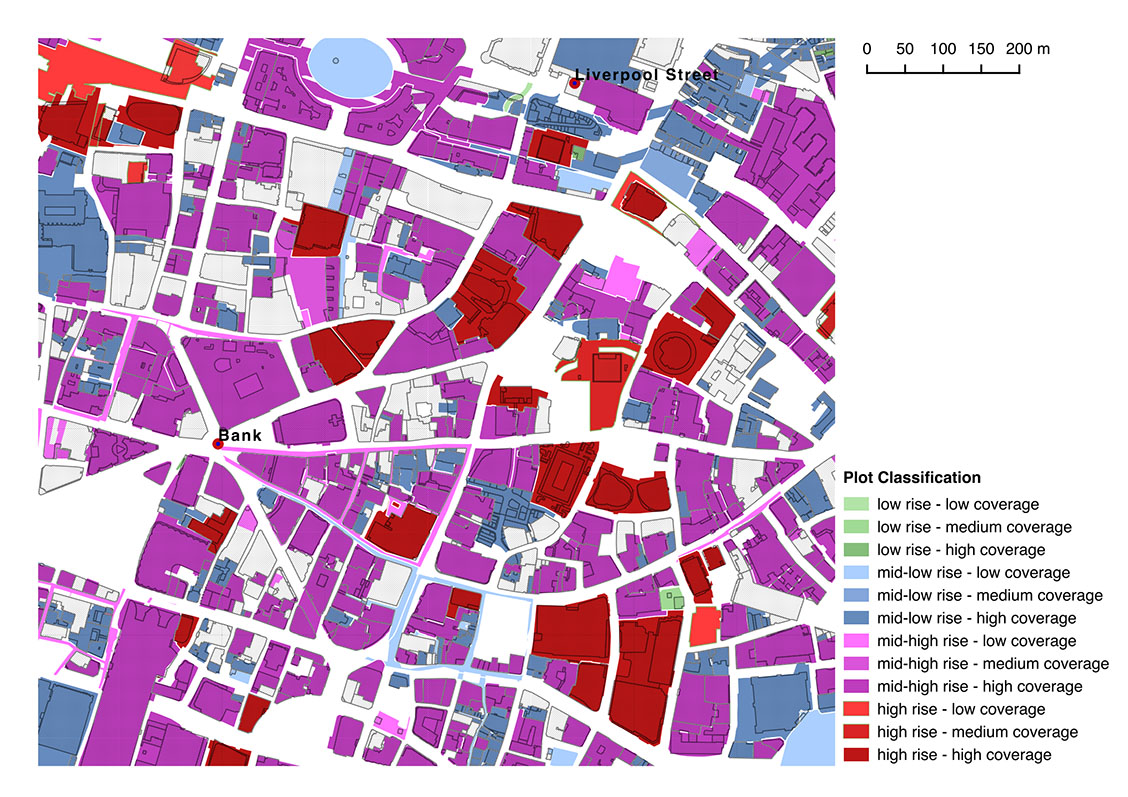 0 50 100 150 200 m
Liverpool Street
Bank
Plot Classification
low rise - low coverage
low rise - medium coverage
low rise - high coverage
mid-low rise - low coverage
mid-low rise - medium coverage
mid-low rise - high coverage
mid-high rise - low coverage
mid-high rise - medium coverage
mid-high rise - high coverage
high rise - low coverage
high rise - medium coverage
high rise - high coverage